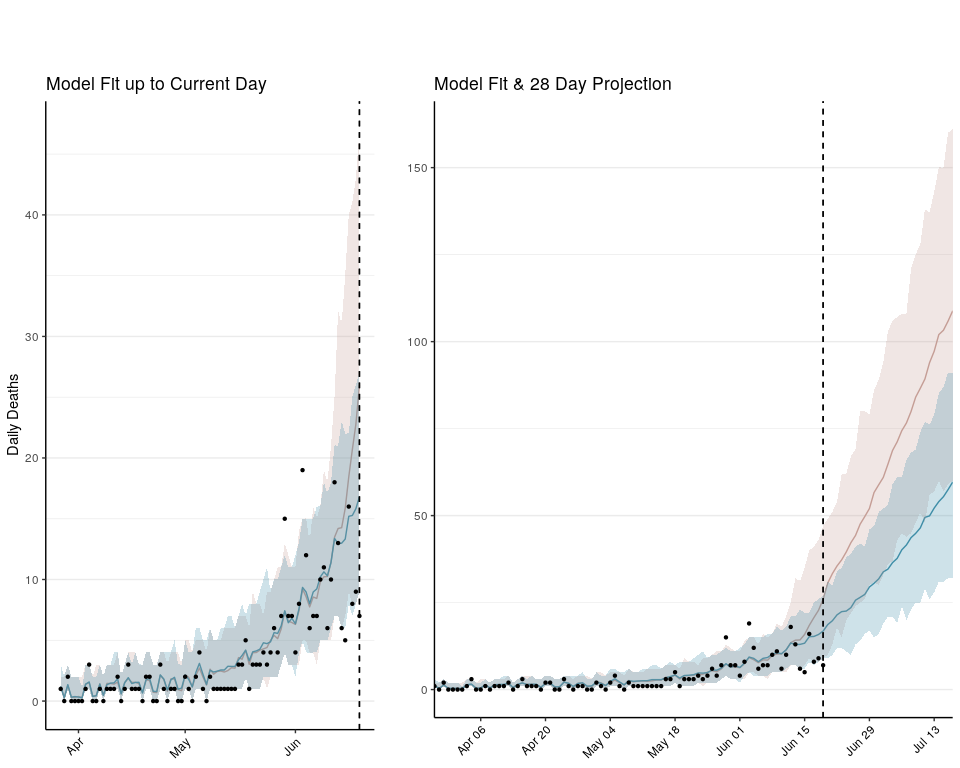 Model Fit up to Current Day
Daily Deaths
40
30
20
10
0
Apr
May
Jun
Model Fit & 28 Day Projection
150
100
50
0
Apr 06
Apr 20
May 04
May 18
Jun 01
Jun 15
Jun 29
Jul 13